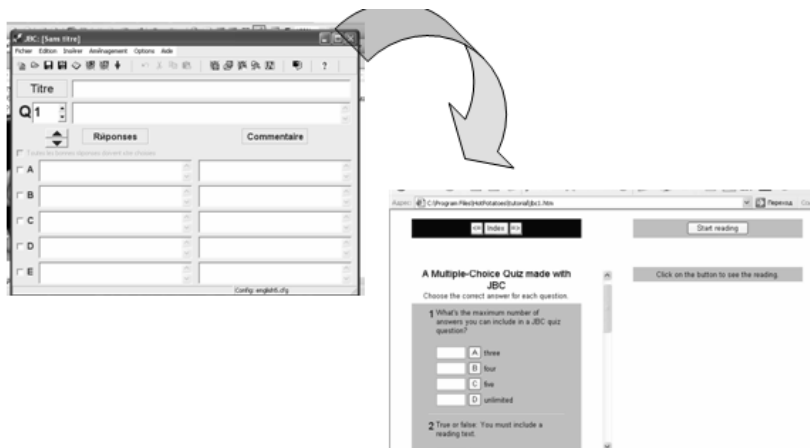 JBC: [Sans titre]
Fichier Edition Insérer Aménagement Options Aide
Titre
Q 1
Réponses Commentaire
Toutes les bonnes réponses doivent être choisies
A
B
C
D
E
Config: english5.cfg
Адрес: C:\Program Files\HotPotatoes\tutorial\jbc1.htm Переход
<= Index => Start reading
A Multiple-Choice Quiz made with
JBC
Choose the correct answer for each question.
Click on the button to see the reading.
1 What's the maximum number of
answers you can include in a JBC quiz
question?
A three
B four
C five
D unlimited
2 True or false: You must include a
reading text.